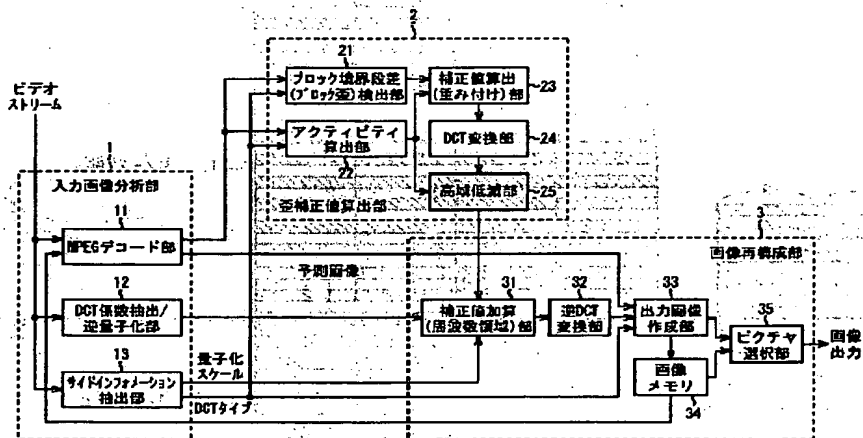 2
ビデオ
ストリーム
21
ブロック境界段差
(ブロック歪)検出部
補正値算出
(重み付け)部
23
アクティビティ
算出部
22
DCT変換部
24
高域低減部
25
歪補正値算出部
1
入力画像分析部
11
MPEGデコード部
12
DCT係数抽出/
逆量子化部
13
サイドインフォメーション
抽出部
予測画像
量子化
スケール
DCTタイプ
3
画像再構成部
31
補正値加算
(周波数領域)部
32
逆DCT
変換部
33
出力画像
作成部
画像
メモリ
34
35
ピクチャ
選択部
画像
出力